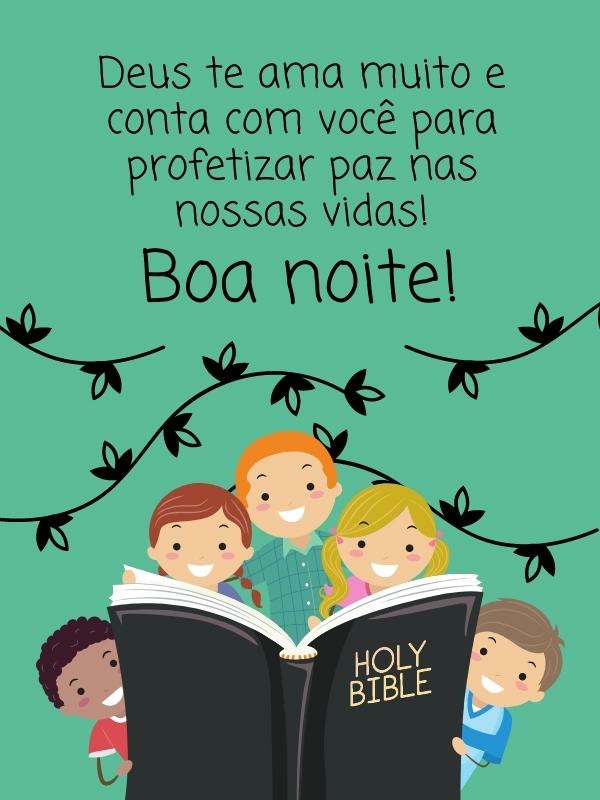 Deus te ama muito e
conta com você para
profetizar paz nas
nossas vidas!
Boa noite!
HOLY
BIBLE